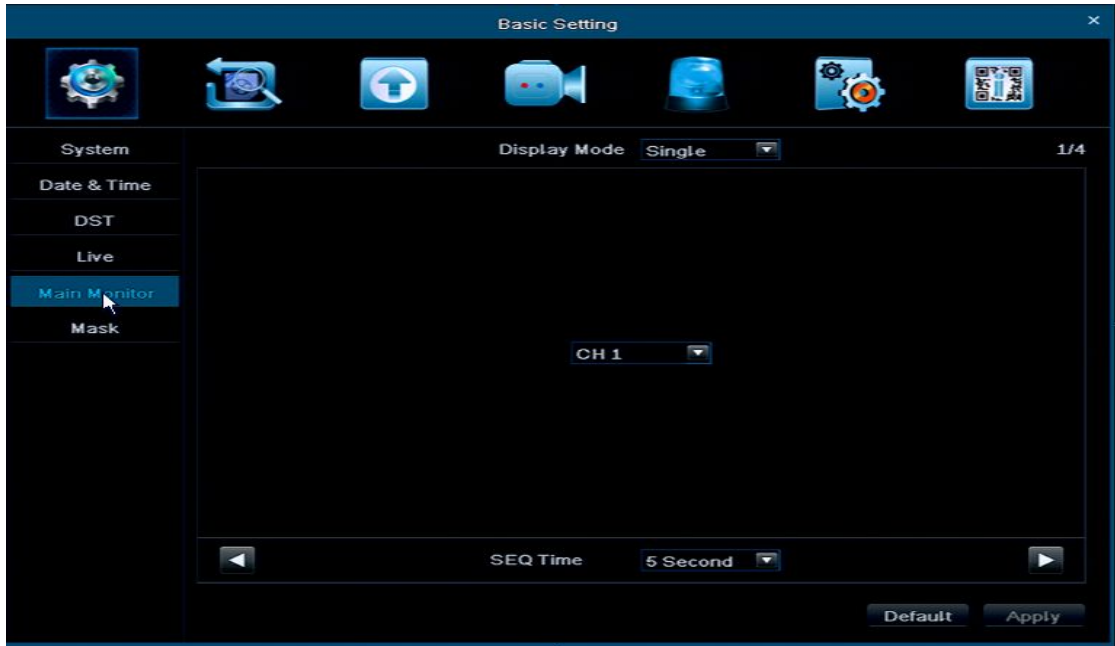 Basic Setting
System
Display Mode Single 1/4
Date & Time
DST
Live
Main Monitor
Mask
CH 1
SEQ Time 5 Second
Default Apply